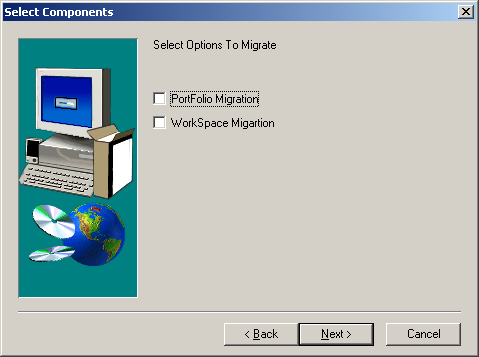 Select Components
Select Options To Migrate
PortFolio Migration
WorkSpace Migartion
< Back
Next >
Cancel